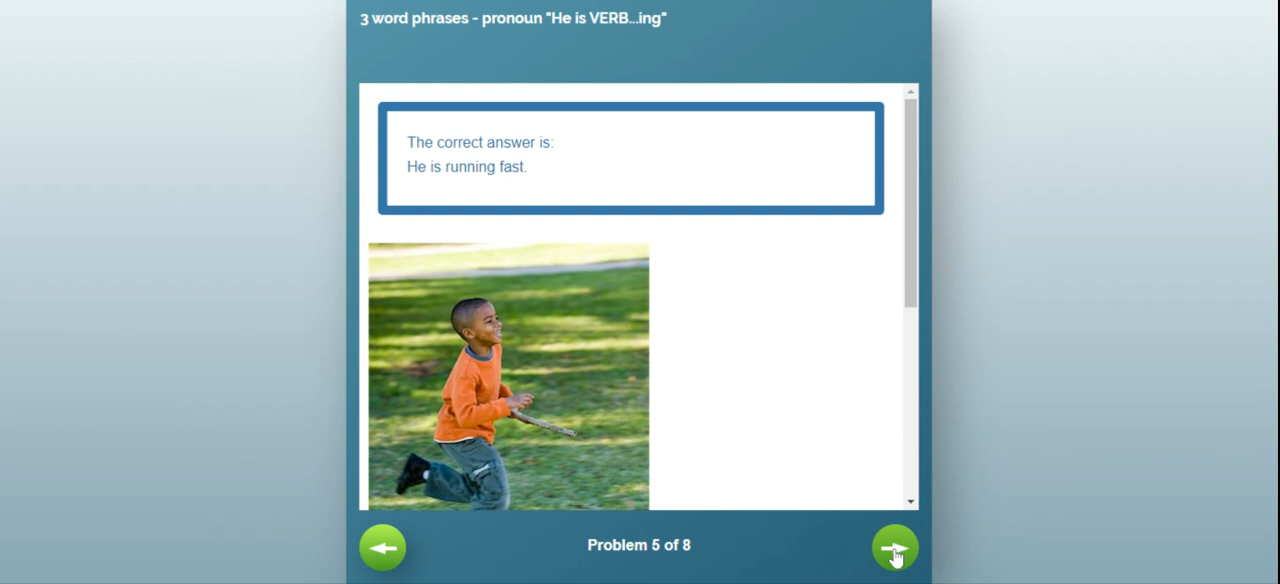 3 word phrases - pronoun "He is VERB...ing"
The correct answer is:
He is running fast.
Problem 5 of 8